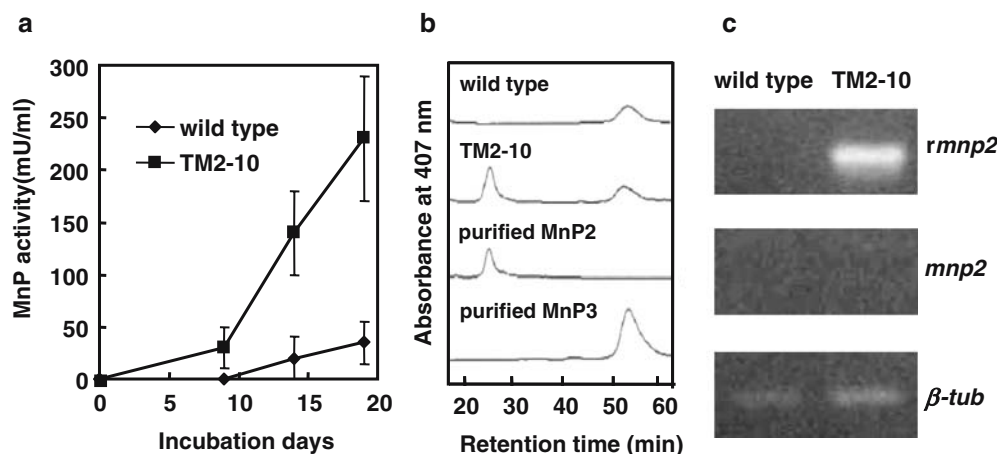 a
300
250
200
150
100
50
0
MnP activity(mU/ml)
wild type
TM2-10
0 5 10 15 20
Incubation days
b
wild type
TM2-10
purified MnP2
purified MnP3
Absorbance at 407 nm
20 30 40 50 60
Retention time (min)
c
wild type TM2-10
rmnp2
mnp2
β-tub